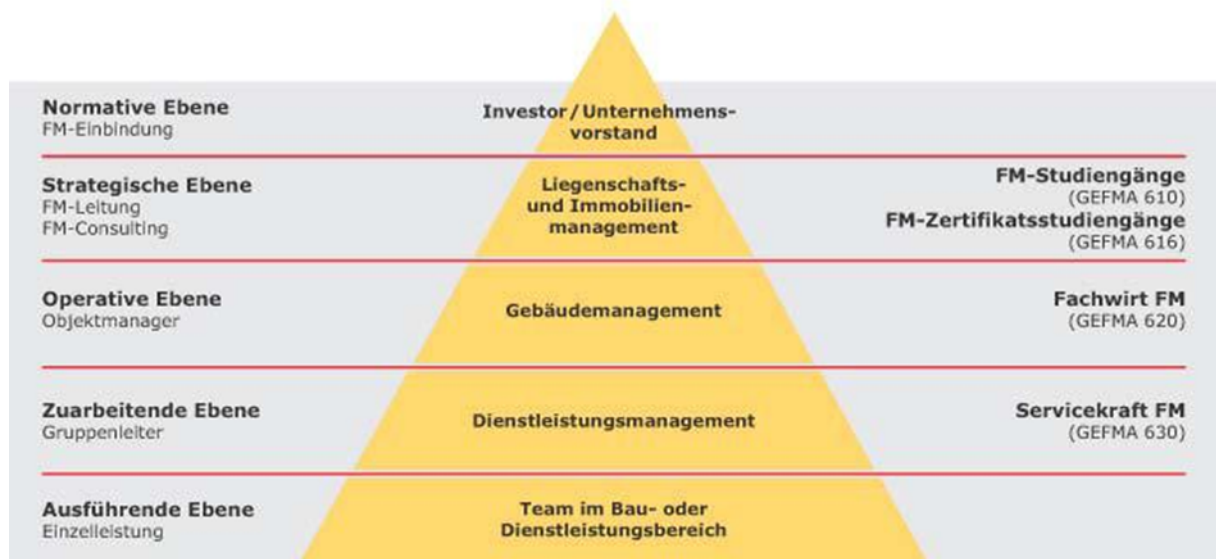 Normative Ebene
FM-Einbindung
Investor / Unternehmens-
vorstand
Strategische Ebene
FM-Leitung
FM-Consulting
Liegenschafts-
und Immobilien-
management
FM-Studiengänge
(GEFMA 610)
FM-Zertifikatsstudiengänge
(GEFMA 616)
Operative Ebene
Objektmanager
Gebäudemanagement
Fachwirt FM
(GEFMA 620)
Zuarbeitende Ebene
Gruppenleiter
Dienstleistungsmanagement
Servicekraft FM
(GEFMA 630)
Ausführende Ebene
Einzelleistung
Team im Bau- oder
Dienstleistungsbereich